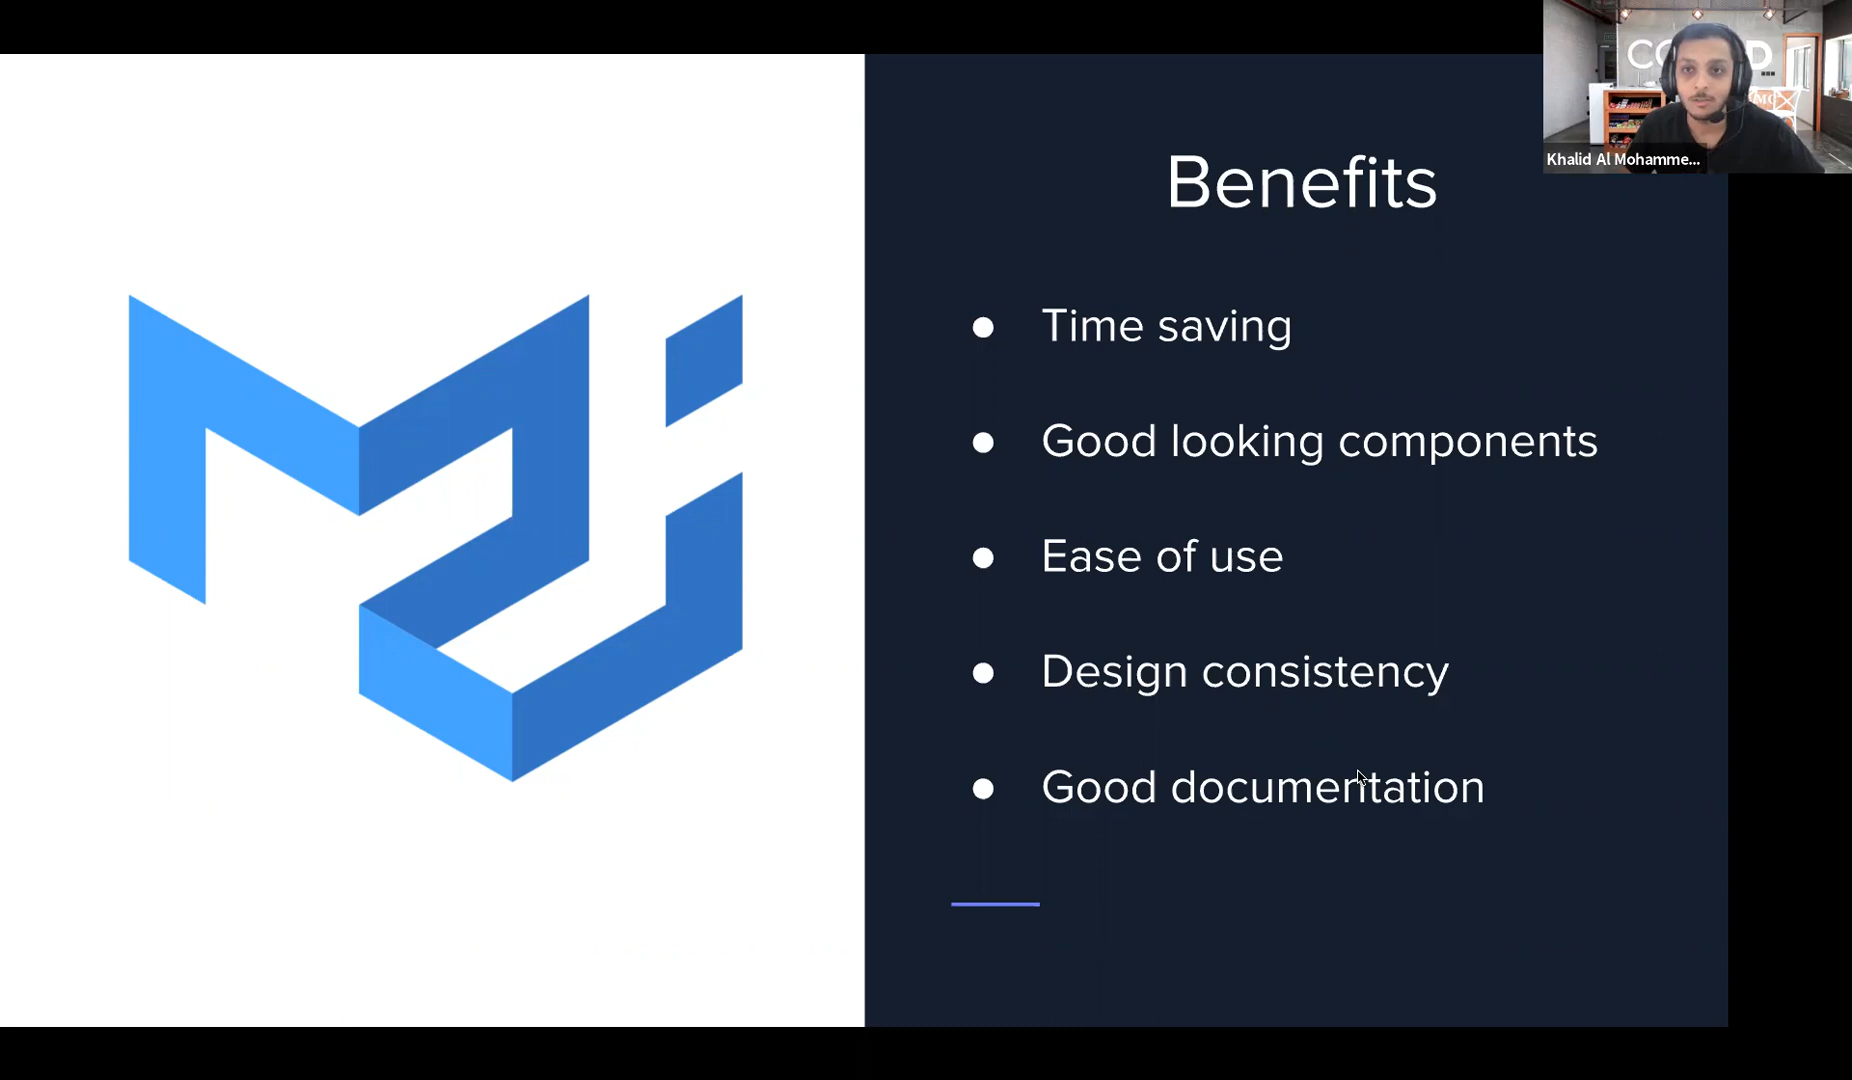 Benefits
Khalid Al Mohamme...
● Time saving
● Good looking components
● Ease of use
● Design consistency
● Good documentation